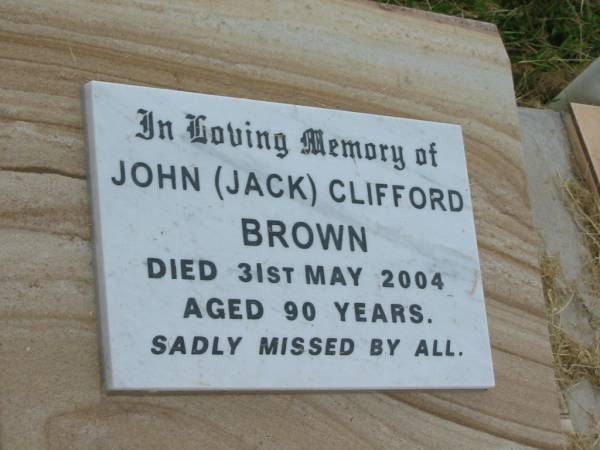 In Loving Memory of
JOHN (JACK) CLIFFORD
BROWN
DIED 31ST MAY 2004
AGED 90 YEARS.
SADLY MISSED BY ALL.